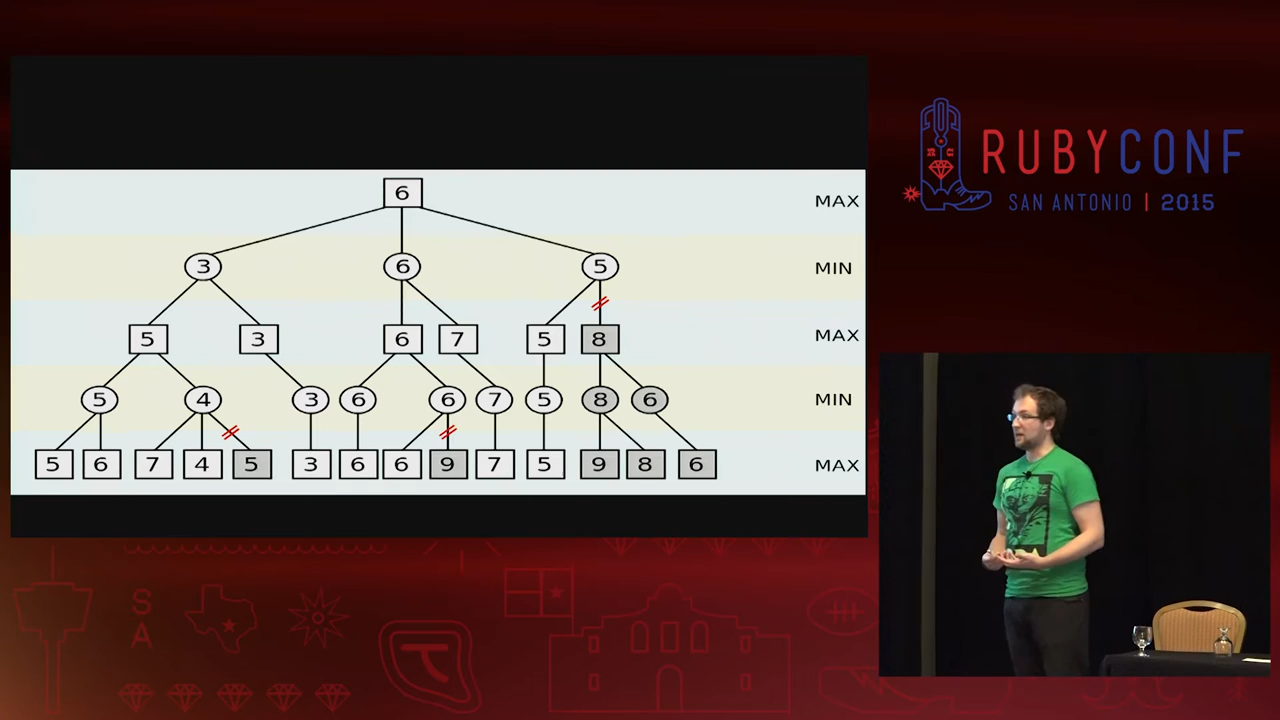 6 MAX
3 6 5 MIN
5 3 6 7 5 8 MAX
5 4 3 6 6 7 5 8 6 MIN
5 6 7 4 5 3 6 6 9 7 5 9 8 6 MAX
RUBYCONF
SAN ANTONIO | 2015
S
A